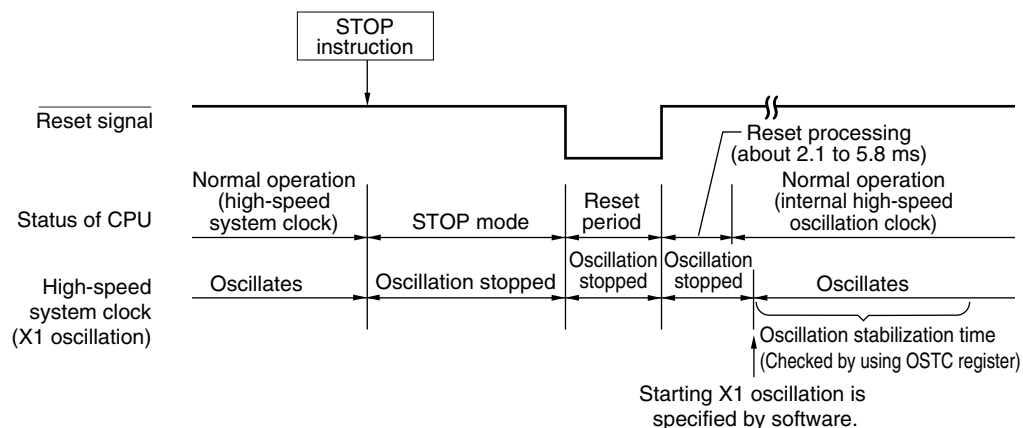 STOP
instruction
Reset signal
Reset processing
(about 2.1 to 5.8 ms)
Status of CPU
Normal operation
(high-speed
system clock)
STOP mode
Reset
period
Normal operation
(internal high-speed
oscillation clock)
High-speed
system clock
(X1 oscillation)
Oscillates
Oscillation stopped
Oscillation
stopped
Oscillation
stopped
Oscillates
Oscillation stabilization time
(Checked by using OSTC register)
Starting X1 oscillation is
specified by software.